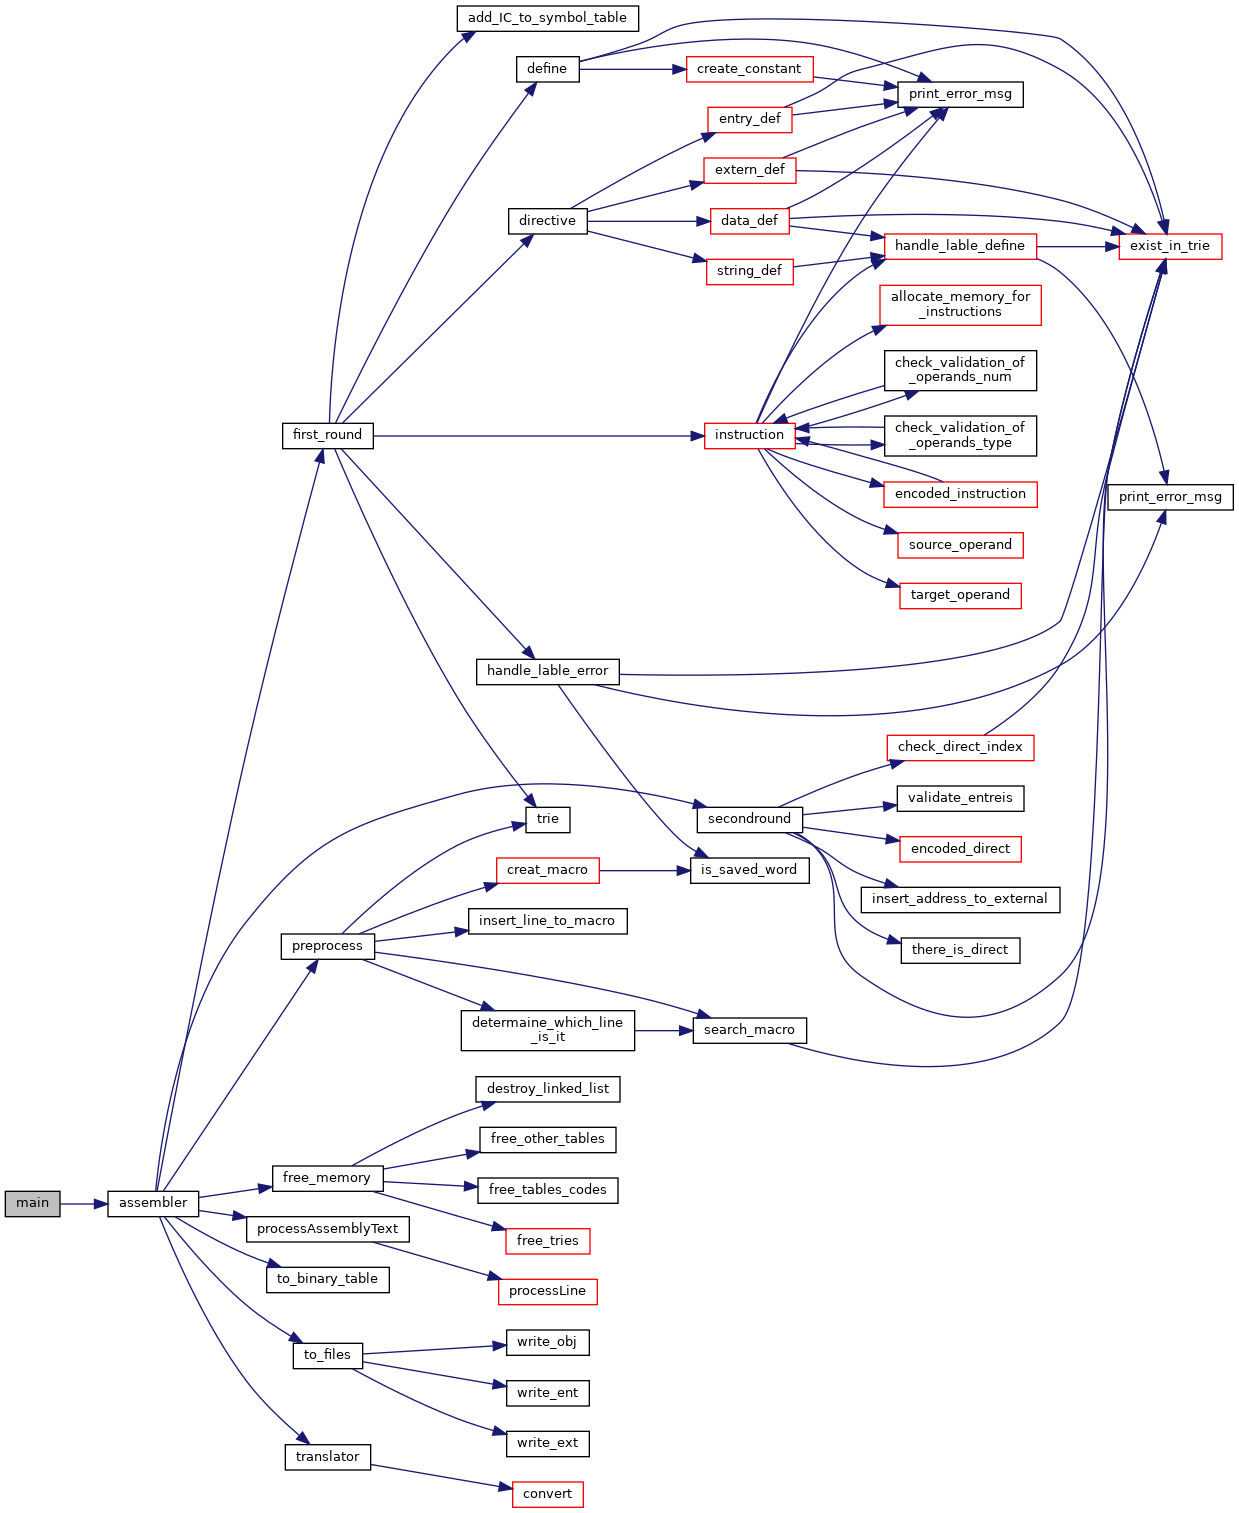 add_IC_to_symbol_table
define
create_constant
print_error_msg
entry_def
extern_def
directive
data_def
handle_lable_define
exist_in_trie
string_def
allocate_memory_for
_instructions
check_validation_of
_operands_num
first_round
instruction
check_validation_of
_operands_type
encoded_instruction
print_error_msg
source_operand
target_operand
handle_lable_error
check_direct_index
validate_entreis
trie
secondround
encoded_direct
creat_macro
is_saved_word
insert_address_to_external
insert_line_to_macro
preprocess
there_is_direct
determaine_which_line
_is_it
search_macro
destroy_linked_list
free_other_tables
free_memory
free_tables_codes
main
assembler
processAssemblyText
free_tries
to_binary_table
processLine
write_obj
to_files
write_ent
write_ext
translator
convert